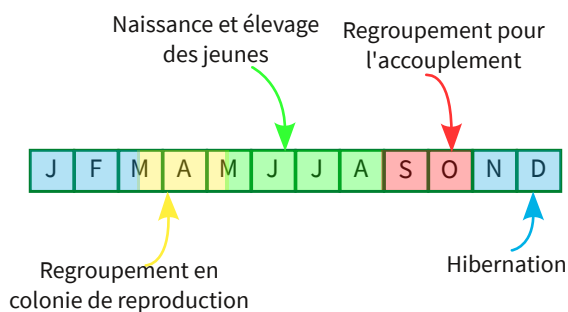 Naissance et élevage
des jeunes
Regroupement pour
l'accouplement
J F M A M J J A S O N D
Regroupement en
colonie de reproduction
Hibernation